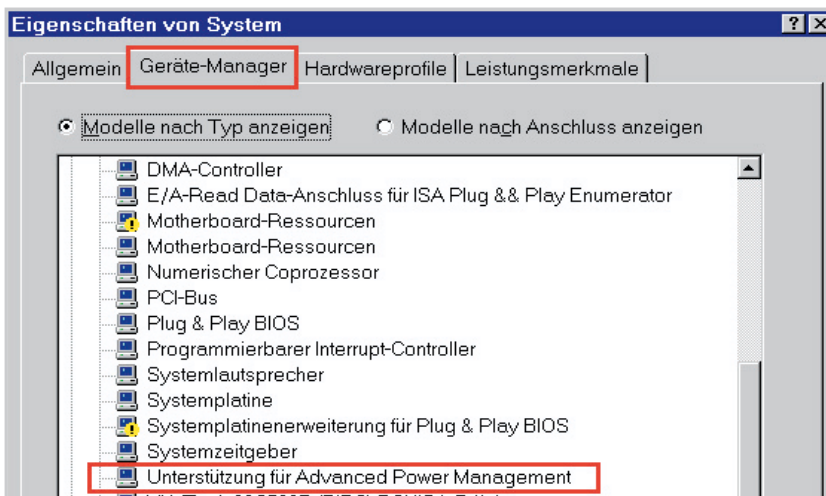 Eigenschaften von System
Allgemein Geräte-Manager Hardwareprofile Leistungsmerkmale
Modelle nach Typ anzeigen Modelle nach Anschluss anzeigen
DMA-Controller
E/A-Read Data-Anschluss für ISA Plug && Play Enumerator
Motherboard-Ressourcen
Motherboard-Ressourcen
Numerischer Coprozessor
PCI-Bus
Plug & Play BIOS
Programmierbarer Interrupt-Controller
Systemlautsprecher
Systemplatine
Systemplatinenerweiterung für Plug & Play BIOS
Systemzeitgeber
Unterstützung für Advanced Power Management